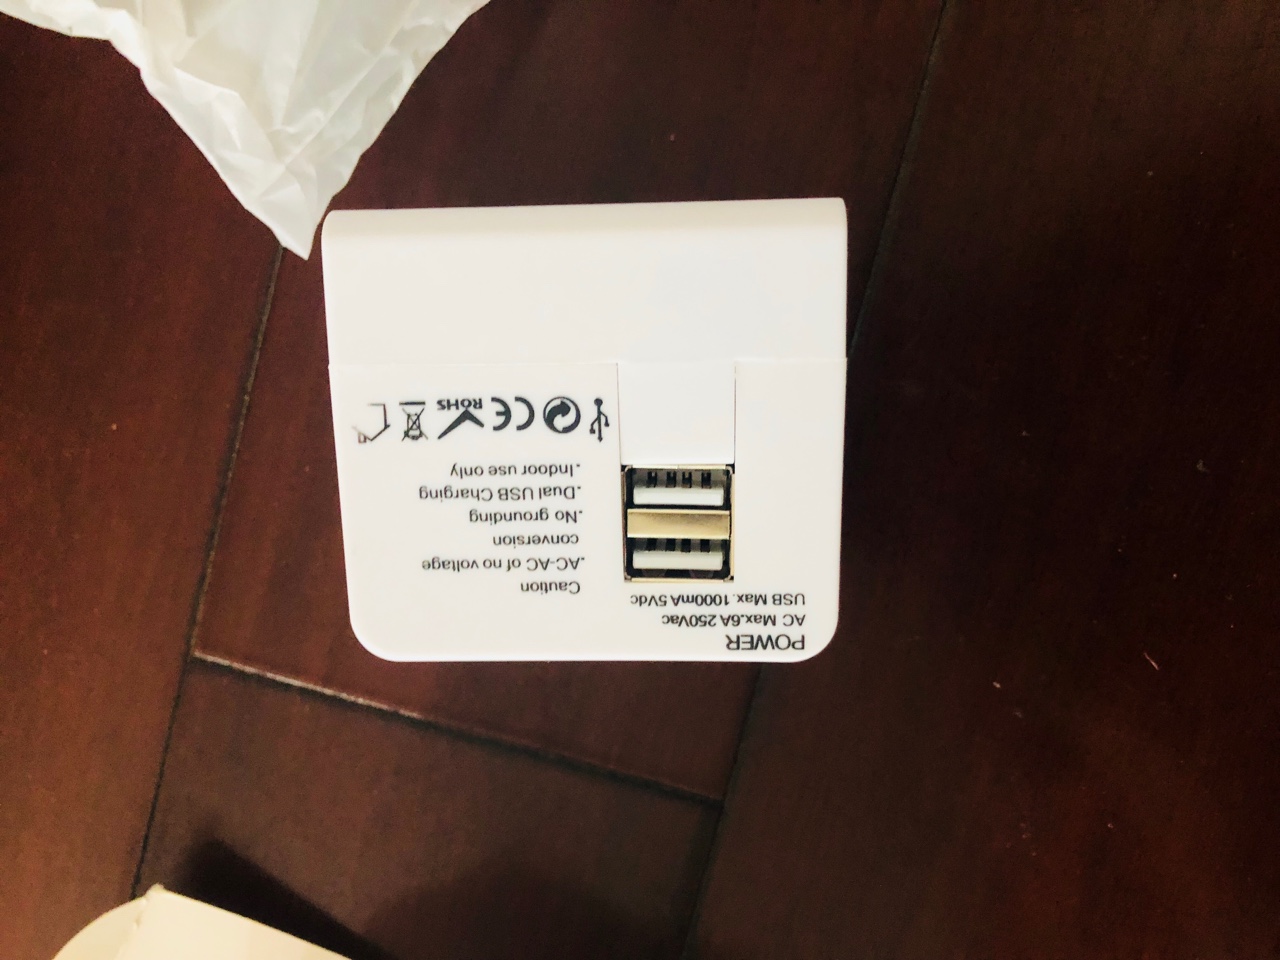 POWER
AC Max.6A 250Vac
USB Max. 1000mA 5Vdc
Caution
.AC-AC of no voltage
conversion
.No grounding
.Dual USB Charging
.Indoor use only
CE ROHS